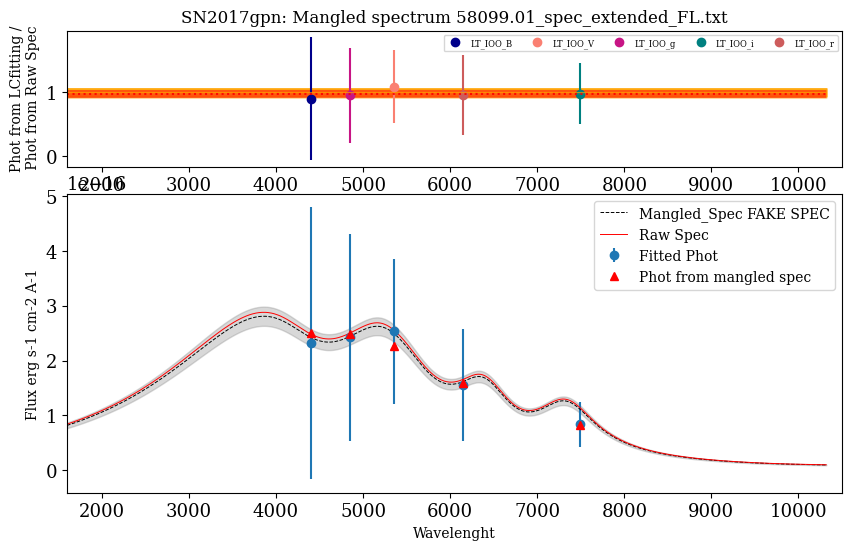 SN2017gpn: Mangled spectrum 58099.01_spec_extended_FL.txt
Phot from LCfitting /
Phot from Raw Spec
LT_IOO_B LT_IOO_V LT_IOO_g LT_IOO_i LT_IOO_r
1
0
2000 3000 4000 5000 6000 7000 8000 9000 10000
1e-16
Flux erg s-1 cm-2 A-1
5
4
3
2
1
0
Mangled_Spec FAKE SPEC
Raw Spec
Fitted Phot
Phot from mangled spec
2000 3000 4000 5000 6000 7000 8000 9000 10000
Wavelenght